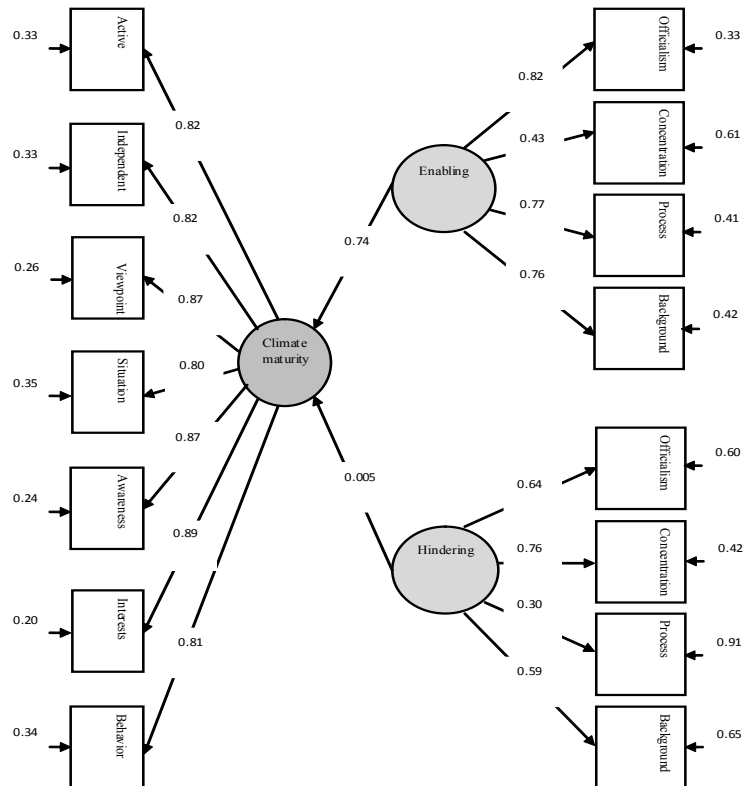 0.33
Active
0.82
0.33
Independent
0.82
0.26
Viewpoint
0.87
0.35
Situation
0.80
0.24
Awareness
0.87
0.20
Interests
0.89
0.34
Behavior
0.81
Climate
maturity
0.74
0.005
Enabling
0.82
0.43
0.77
0.76
Officialism
0.33
Concentration
0.61
Process
0.41
Background
0.42
Hindering
0.64
0.76
0.30
0.59
Officialism
0.60
Concentration
0.42
Process
0.91
Background
0.65